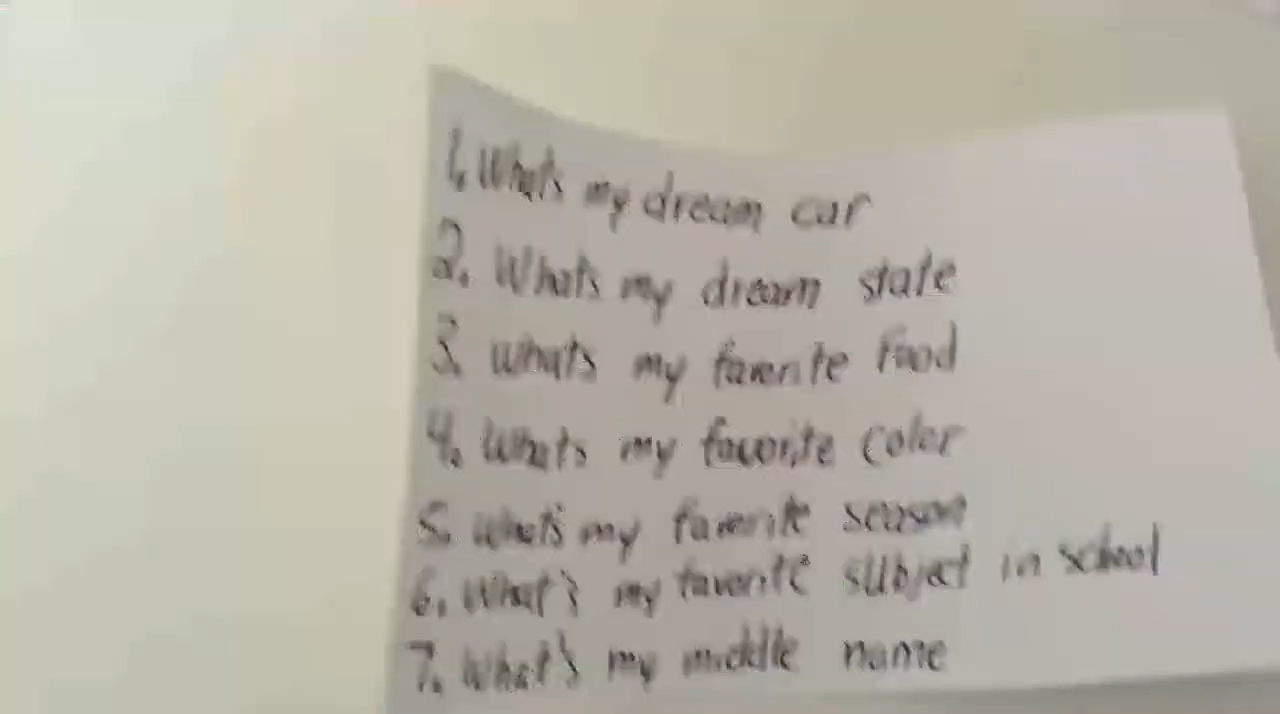 1. Whats my dream car
2. Whats my dream state
3. Whats my favorite food
4. Whats my favorite color
5. What's my favorite season
6. What's my favorite subject in school
7. What's my middle name